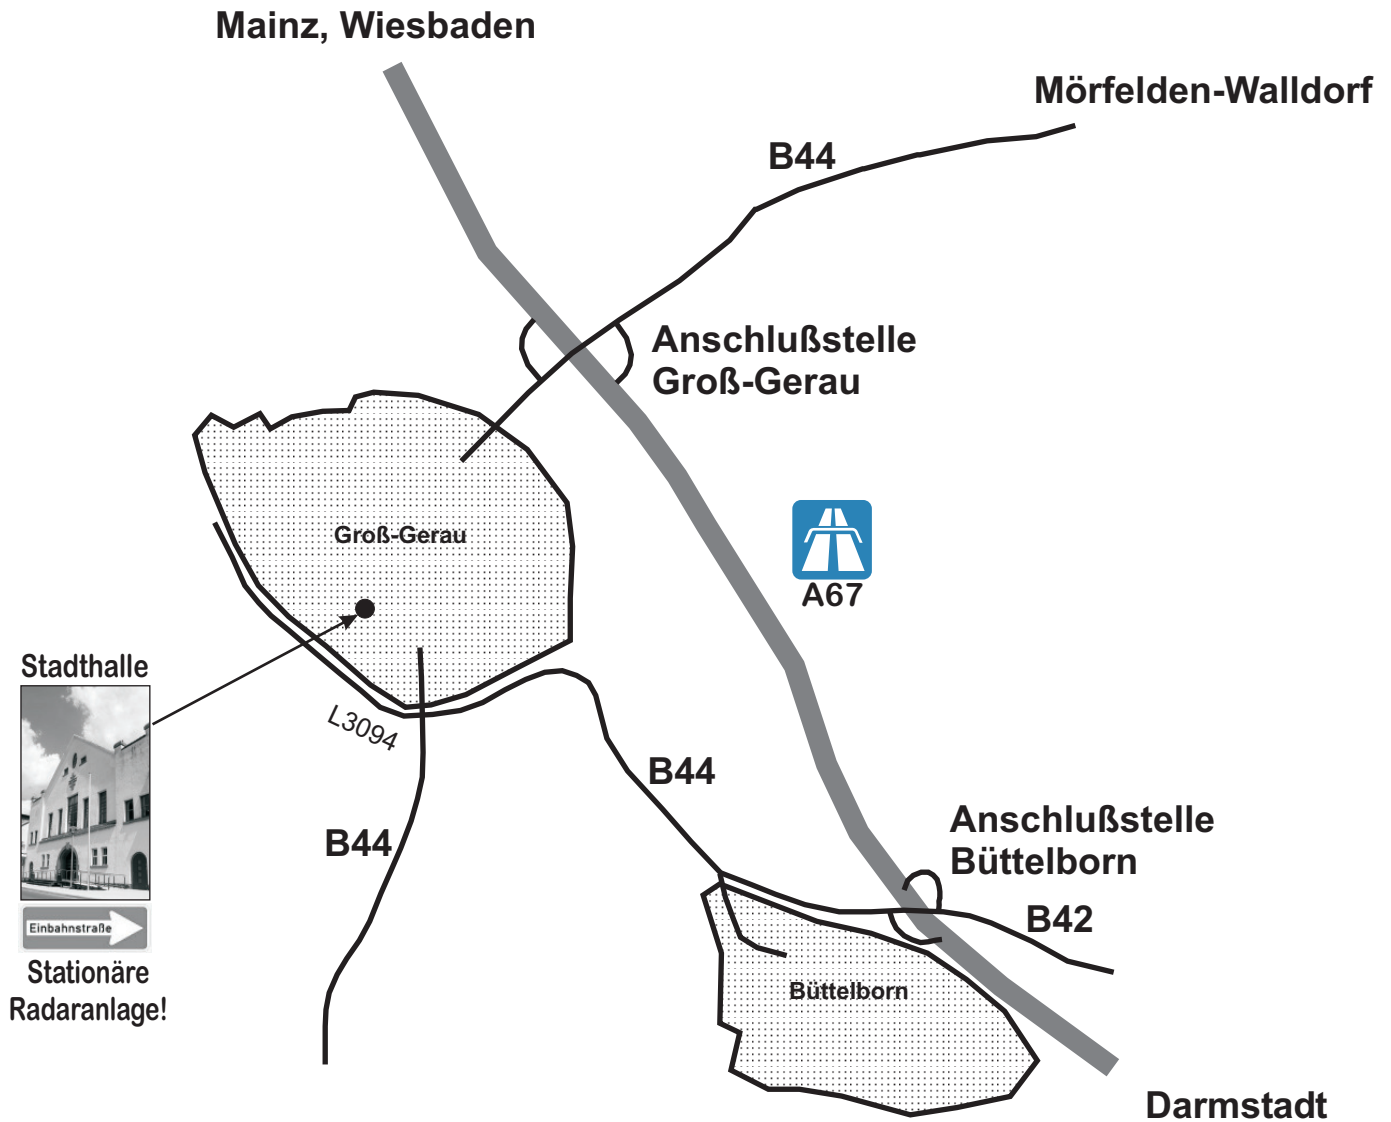 Mainz, Wiesbaden
Mörfelden-Walldorf
B44
Anschlußstelle
Groß-Gerau
Groß-Gerau
A67
Stadthalle
L3094
B44
B44
Anschlußstelle
Büttelborn
B42
Einbahnstraße
Stationäre
Radaranlage!
Büttelborn
Darmstadt